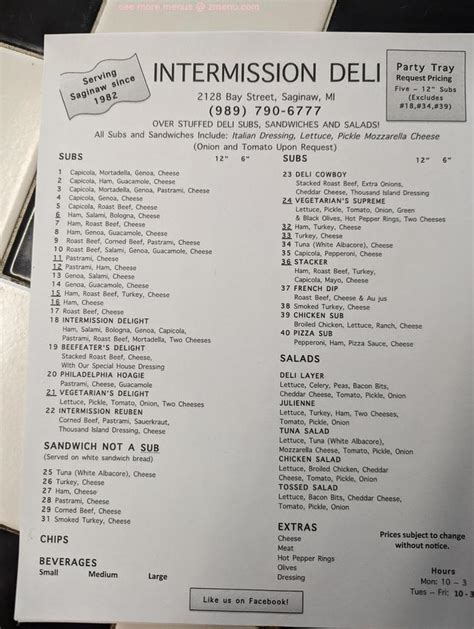 see more menus @ zmenu.com
Serving
Saginaw since
1982
INTERMISSION DELI
2128 Bay Street, Saginaw, MI
(989) 790-6777
OVER STUFFED DELI SUBS, SANDWICHES AND SALADS!
All Subs and Sandwiches Include: Italian Dressing, Lettuce, Pickle Mozzarella Cheese
(Onion and Tomato Upon Request)
Party Tray
Request Pricing
Five – 12" Subs
(Excludes
#18,#34,#39)
SUBS 12" 6"
1 Capicola, Mortadella, Genoa, Cheese
2 Capicola, Ham, Guacamole, Cheese
3 Capicola, Mortadella, Genoa, Pastrami, Cheese
4 Capicola, Genoa, Cheese
5 Capicola, Roast Beef, Cheese
6 Ham, Salami, Bologna, Cheese
7 Ham, Roast Beef, Cheese
8 Ham, Genoa, Guacamole, Cheese
9 Roast Beef, Corned Beef, Pastrami, Cheese
10 Roast Beef, Salami, Genoa, Cheese
11 Pastrami, Cheese
12 Pastrami, Ham, Cheese
13 Genoa, Salami, Cheese
14 Genoa, Guacamole, Cheese
15 Ham, Roast Beef, Turkey, Cheese
16 Ham, Cheese
17 Roast Beef, Cheese
18 INTERMISSION DELIGHT
Ham, Salami, Bologna, Genoa, Capicola,
Pastrami, Roast Beef, Mortadella, Two Cheeses
19 BEEFEATER'S DELIGHT
Stacked Roast Beef, Cheese,
With Our Special House Dressing
20 PHILADELPHIA HOAGIE
Pastrami, Cheese, Guacamole
21 VEGETARIAN'S DELIGHT
Lettuce, Pickle, Tomato, Onion, Two Cheeses
22 INTERMISSION REUBEN
Corned Beef, Pastrami, Sauerkraut,
Thousand Island Dressing, Cheese
SANDWICH NOT A SUB
(Served on white sandwich bread)
25 Tuna (White Albacore), Cheese
26 Turkey, Cheese
27 Ham, Cheese
28 Pastrami, Cheese
29 Corned Beef, Cheese
31 Smoked Turkey, Cheese
CHIPS
BEVERAGES
Small Medium Large
SUBS 12" 6"
23 DELI COWBOY
Stacked Roast Beef, Extra Onions,
Cheddar Cheese, Thousand Island Dressing
24 VEGETARIAN'S SUPREME
Lettuce, Pickle, Tomato, Onion, Green
& Black Olives, Hot Pepper Rings, Two Cheeses
32 Ham, Turkey, Cheese
33 Turkey, Cheese
34 Tuna (White Albacore), Cheese
35 Capicola, Pepperoni, Cheese
36 STACKER
Ham, Roast Beef, Turkey,
Capicola, Mayo, Cheese
37 FRENCH DIP
Roast Beef, Cheese & Au jus
38 Smoked Turkey, Cheese
39 CHICKEN SUB
Broiled Chicken, Lettuce, Ranch, Cheese
40 PIZZA SUB
Pepperoni, Ham, Pizza Sauce, Cheese
SALADS
DELI LAYER
Lettuce, Celery, Peas, Bacon Bits,
Cheddar Cheese, Tomato, Pickle, Onion
JULIENNE
Lettuce, Turkey, Ham, Two Cheeses,
Tomato, Pickle, Onion
TUNA SALAD
Lettuce, Tuna (White Albacore),
Mozzarella Cheese, Tomato, Pickle, Onion
CHICKEN SALAD
Lettuce, Broiled Chicken, Cheddar
Cheese, Tomato, Pickle, Onion
TOSSED SALAD
Lettuce, Bacon Bits, Cheddar Cheese,
Tomato, Pickle, Onion
EXTRAS
Cheese
Meat
Hot Pepper Rings
Olives
Dressing
Prices subject to change
without notice.
Hours
Mon: 10 – 3
Tues – Fri: 10 - 3
Like us on Facebook!